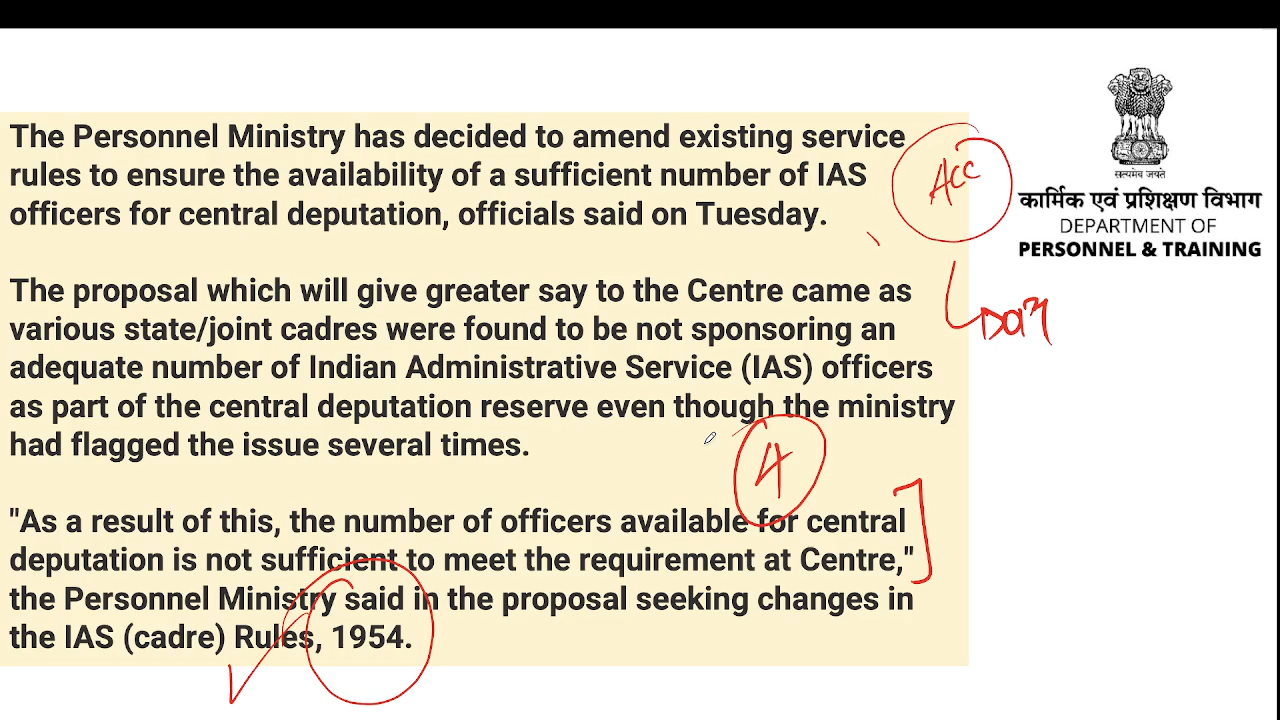 The Personnel Ministry has decided to amend existing service
rules to ensure the availability of a sufficient number of IAS
officers for central deputation, officials said on Tuesday.
The proposal which will give greater say to the Centre came as
various state/joint cadres were found to be not sponsoring an
adequate number of Indian Administrative Service (IAS) officers
as part of the central deputation reserve even though the ministry
had flagged the issue several times.
"As a result of this, the number of officers available for central
deputation is not sufficient to meet the requirement at Centre,"
the Personnel Ministry said in the proposal seeking changes in
the IAS (cadre) Rules, 1954.
ACC
4
सत्यमेव जयते
कार्मिक एवं प्रशिक्षण विभाग
DEPARTMENT OF
PERSONNEL & TRAINING